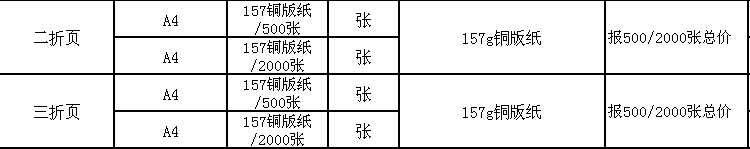 二折页
A4
157铜版纸
/500张
张
157g铜版纸
报500/2000张总价
A4
157铜版纸
/2000张
张
三折页
A4
157铜版纸
/500张
张
157g铜版纸
报500/2000张总价
A4
157铜版纸
/2000张
张